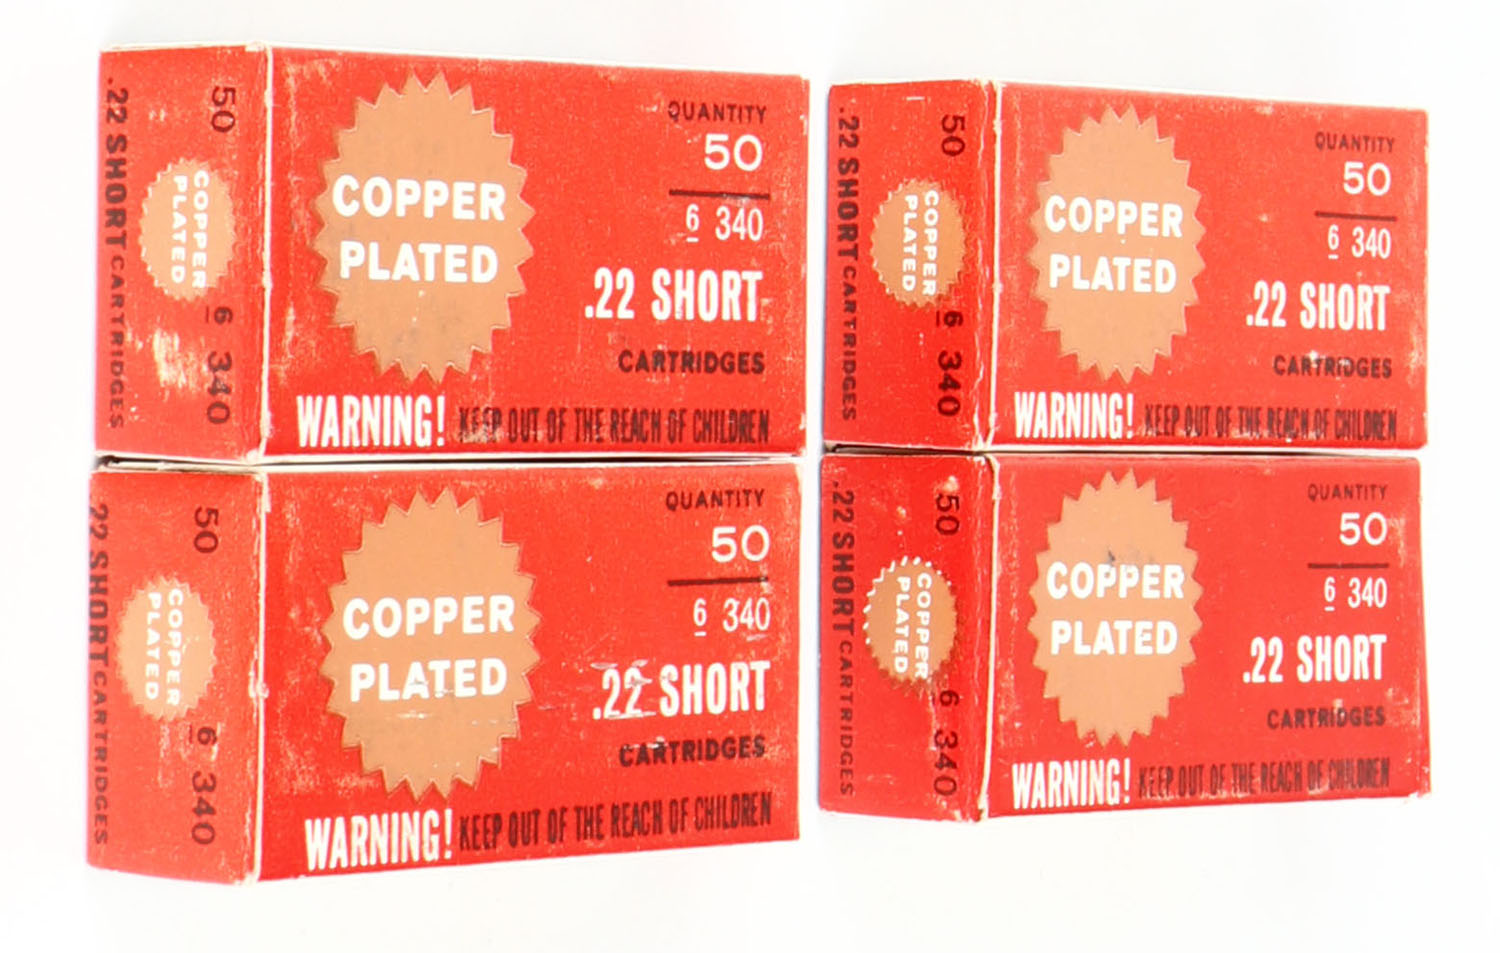 .22 SHORT CARTRIDGES
COPPER
PLATED
50
6 340
COPPER
PLATED
QUANTITY
50
6 340
.22 SHORT
CARTRIDGES
WARNING! KEEP OUT OF THE REACH OF CHILDREN
.22 SHORT CARTRIDGES
COPPER
PLATED
50
6 340
COPPER
PLATED
QUANTITY
50
6 340
.22 SHORT
CARTRIDGES
WARNING! KEEP OUT OF THE REACH OF CHILDREN
.22 SHORT CARTRIDGES
COPPER
PLATED
50
6 340
COPPER
PLATED
QUANTITY
50
6 340
.22 SHORT
CARTRIDGES
WARNING! KEEP OUT OF THE REACH OF CHILDREN
.22 SHORT CARTRIDGES
COPPER
PLATED
50
6 340
COPPER
PLATED
QUANTITY
50
6 340
.22 SHORT
CARTRIDGES
WARNING! KEEP OUT OF THE REACH OF CHILDREN